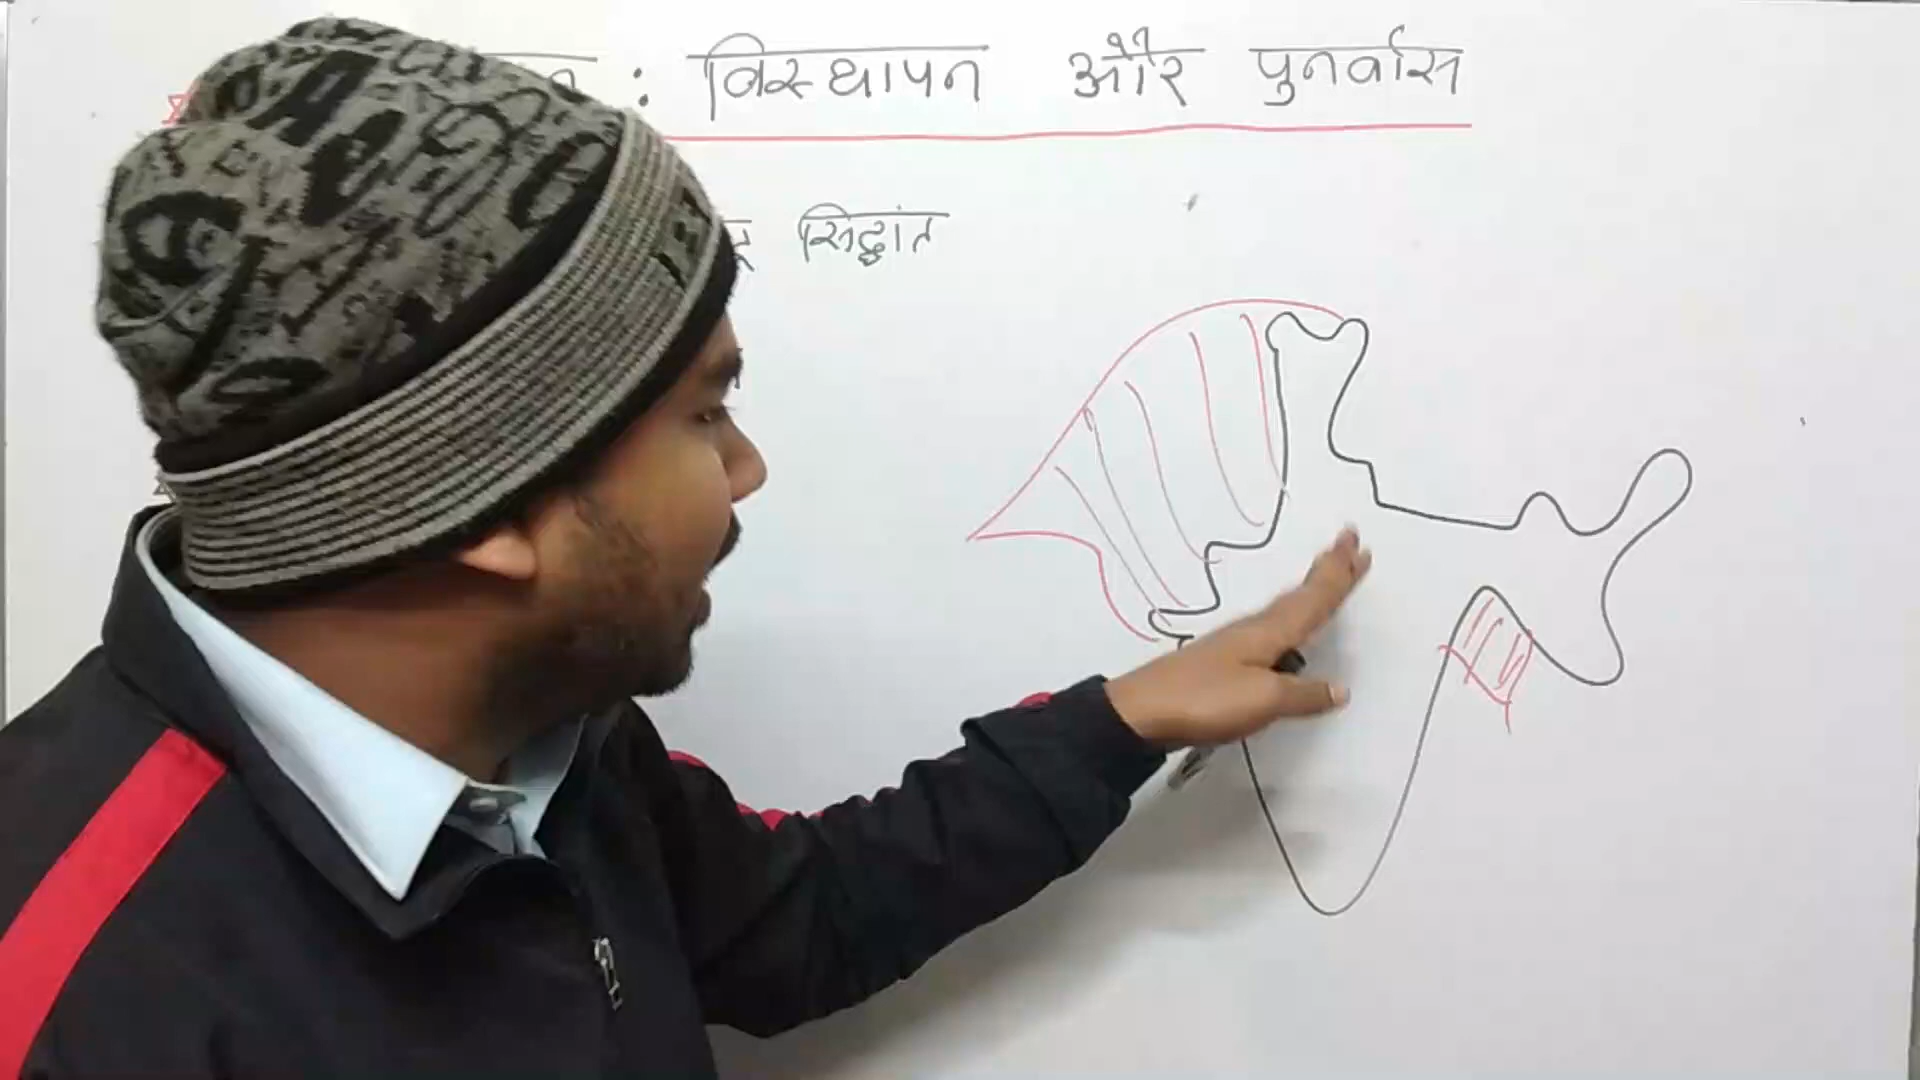 : विस्थापन और पुनर्वास
सिद्धांत